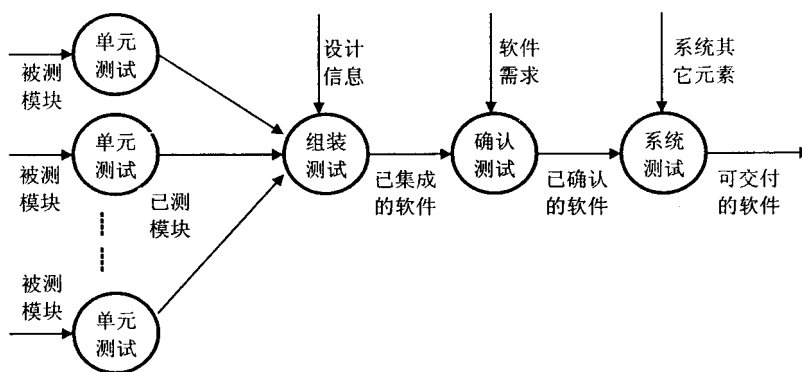 单元
测试
被测
模块
设计
信息
软件
需求
系统其
它元素
单元
测试
被测
模块
已测
模块
组装
测试
已集成
的软件
确认
测试
已确认
的软件
系统
测试
可交付
的软件
被测
模块
单元
测试